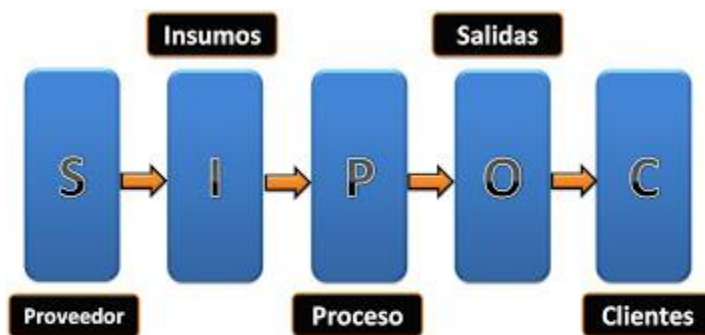 Insumos Salidas
S I P O C
Proveedor Proceso Clientes